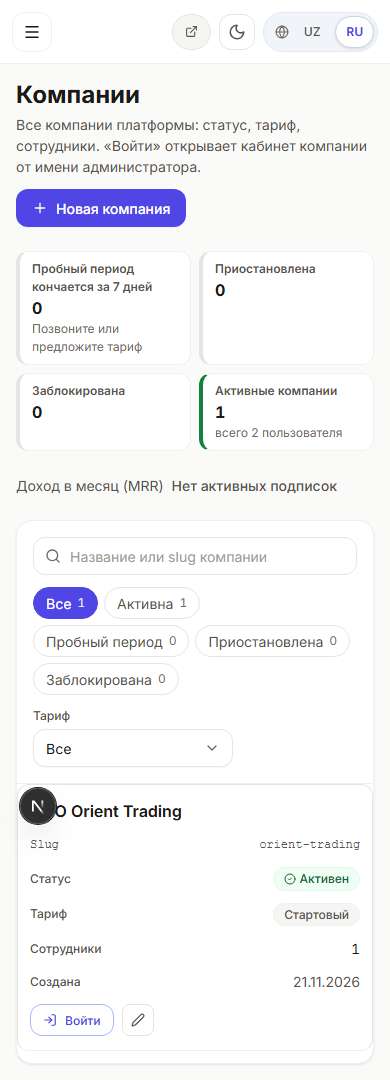 UZ RU
Компании
Все компании платформы: статус, тариф,
сотрудники. «Войти» открывает кабинет компании
от имени администратора.
+ Новая компания
Пробный период
кончается за 7 дней
0
Позвоните или
предложите тариф
Приостановлена
0
Заблокирована
0
Активные компании
1
всего 2 пользователя
Доход в месяц (MRR) Нет активных подписок
Название или slug компании
Все 1 Активна 1
Пробный период 0 Приостановлена 0
Заблокирована 0
Тариф
Все
N
O Orient Trading
Slug orient-trading
Статус Активен
Тариф Стартовый
Сотрудники 1
Создана 21.11.2026
Войти